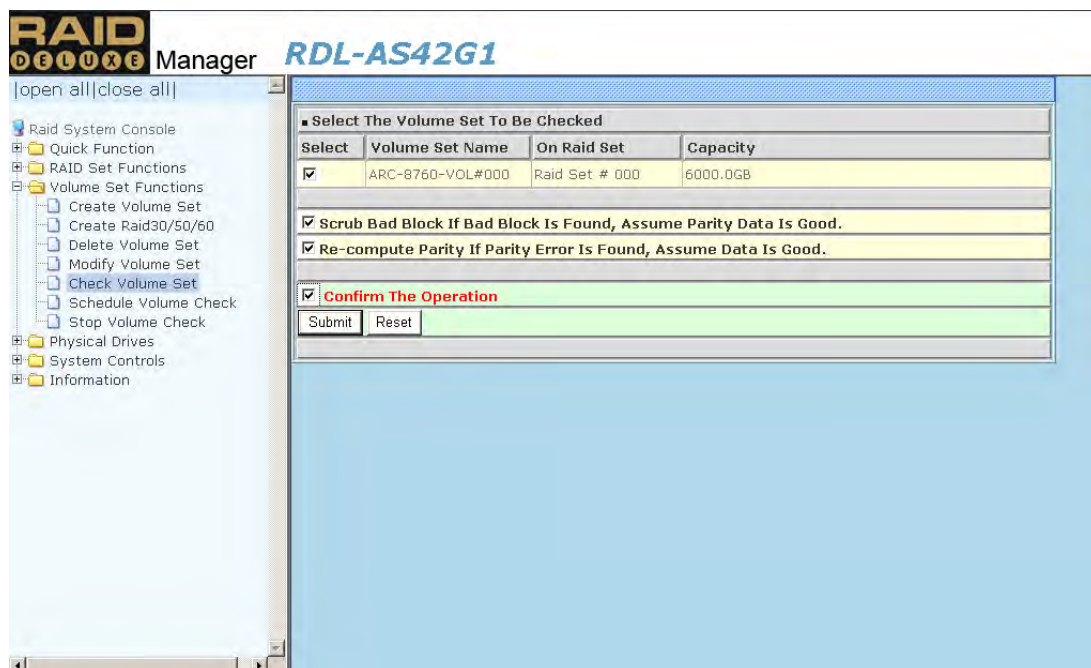 RAID
DELUXE Manager
RDL-AS42G1
|open all|close all|
Raid System Console
Quick Function
RAID Set Functions
Volume Set Functions
Create Volume Set
Create Raid30/50/60
Delete Volume Set
Modify Volume Set
Check Volume Set
Schedule Volume Check
Stop Volume Check
Physical Drives
System Controls
Information
Select The Volume Set To Be Checked
Select Volume Set Name On Raid Set Capacity
ARC-8760-VOL#000 Raid Set # 000 6000.0GB
Scrub Bad Block If Bad Block Is Found, Assume Parity Data Is Good.
Re-compute Parity If Parity Error Is Found, Assume Data Is Good.
Confirm The Operation
Submit Reset